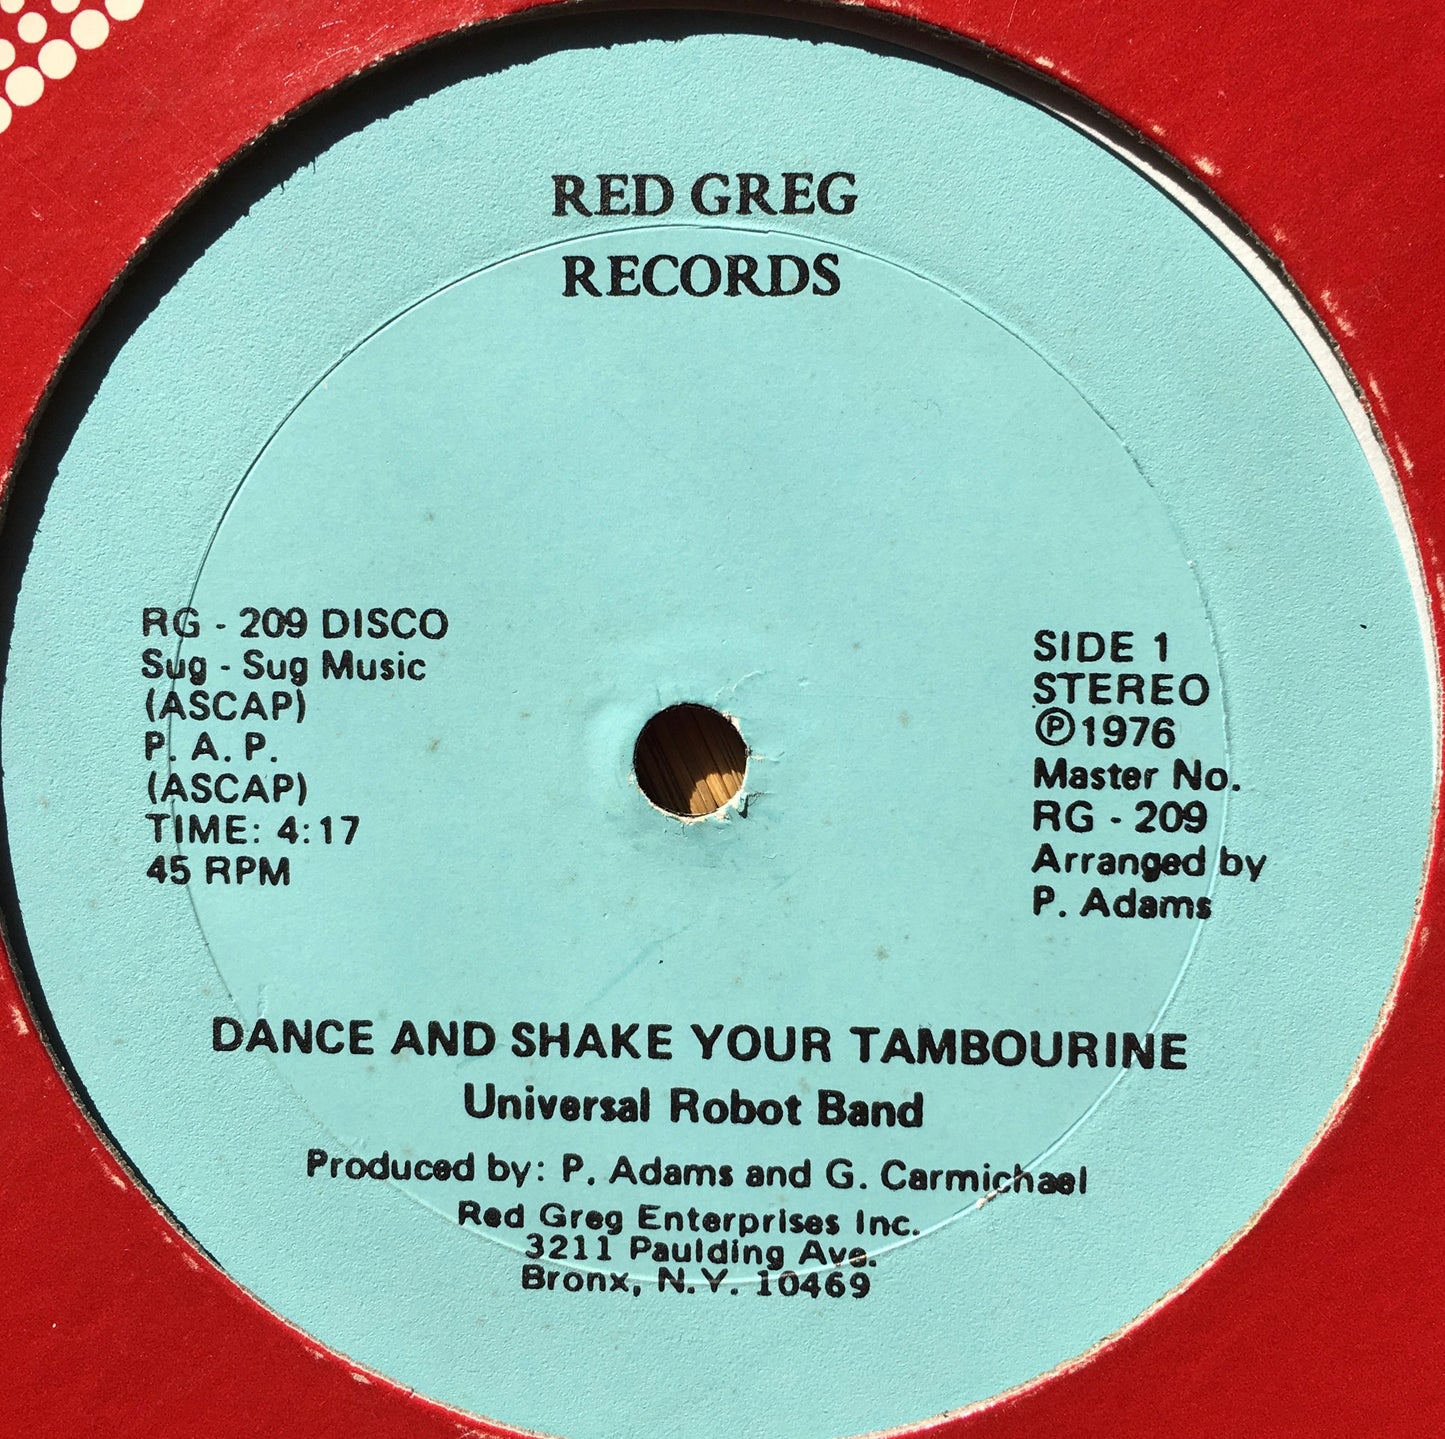 RED GREG
RECORDS
RG - 209 DISCO
Sug - Sug Music
(ASCAP)
P. A. P.
(ASCAP)
TIME: 4:17
45 RPM
SIDE 1
STEREO
℗1976
Master No.
RG - 209
Arranged by
P. Adams
DANCE AND SHAKE YOUR TAMBOURINE
Universal Robot Band
Produced by: P. Adams and G. Carmichael
Red Greg Enterprises Inc.
3211 Paulding Ave.
Bronx, N.Y. 10469